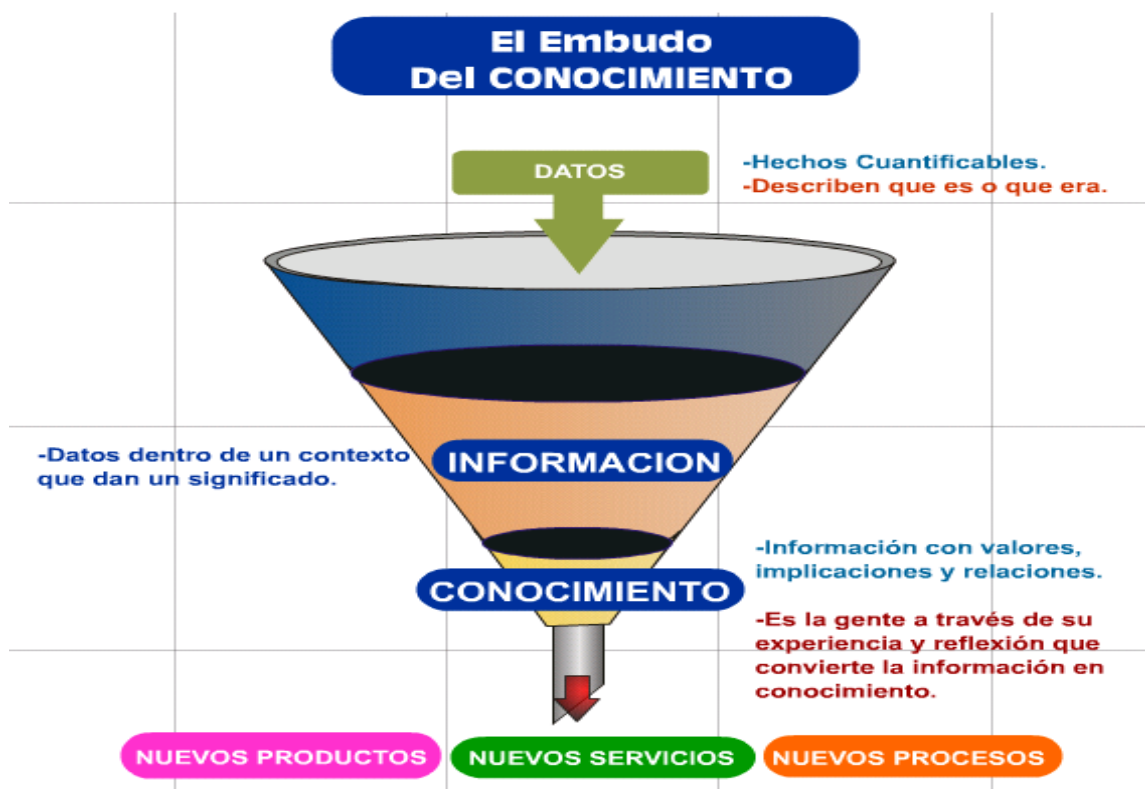 El Embudo
Del CONOCIMIENTO
DATOS
-Hechos Cuantificables.
-Describen que es o que era.
-Datos dentro de un contexto
que dan un significado.
INFORMACION
-Información con valores,
implicaciones y relaciones.
CONOCIMIENTO
-Es la gente a través de su
experiencia y reflexión que
convierte la información en
conocimiento.
NUEVOS PRODUCTOS
NUEVOS SERVICIOS
NUEVOS PROCESOS